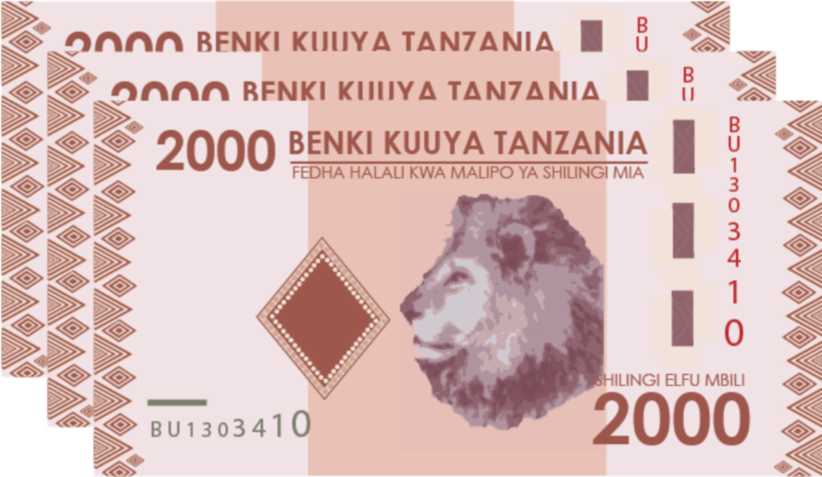 2000 BENKI KUUYA TANZANIA BU
2000 BENKI KUUYA TANZANIA BU
2000 BENKI KUUYA TANZANIA
FEDHA HALALI KWA MALIPO YA SHILINGI MIA
BU1303410
SHILINGI ELFU MBILI
2000
BU1303410